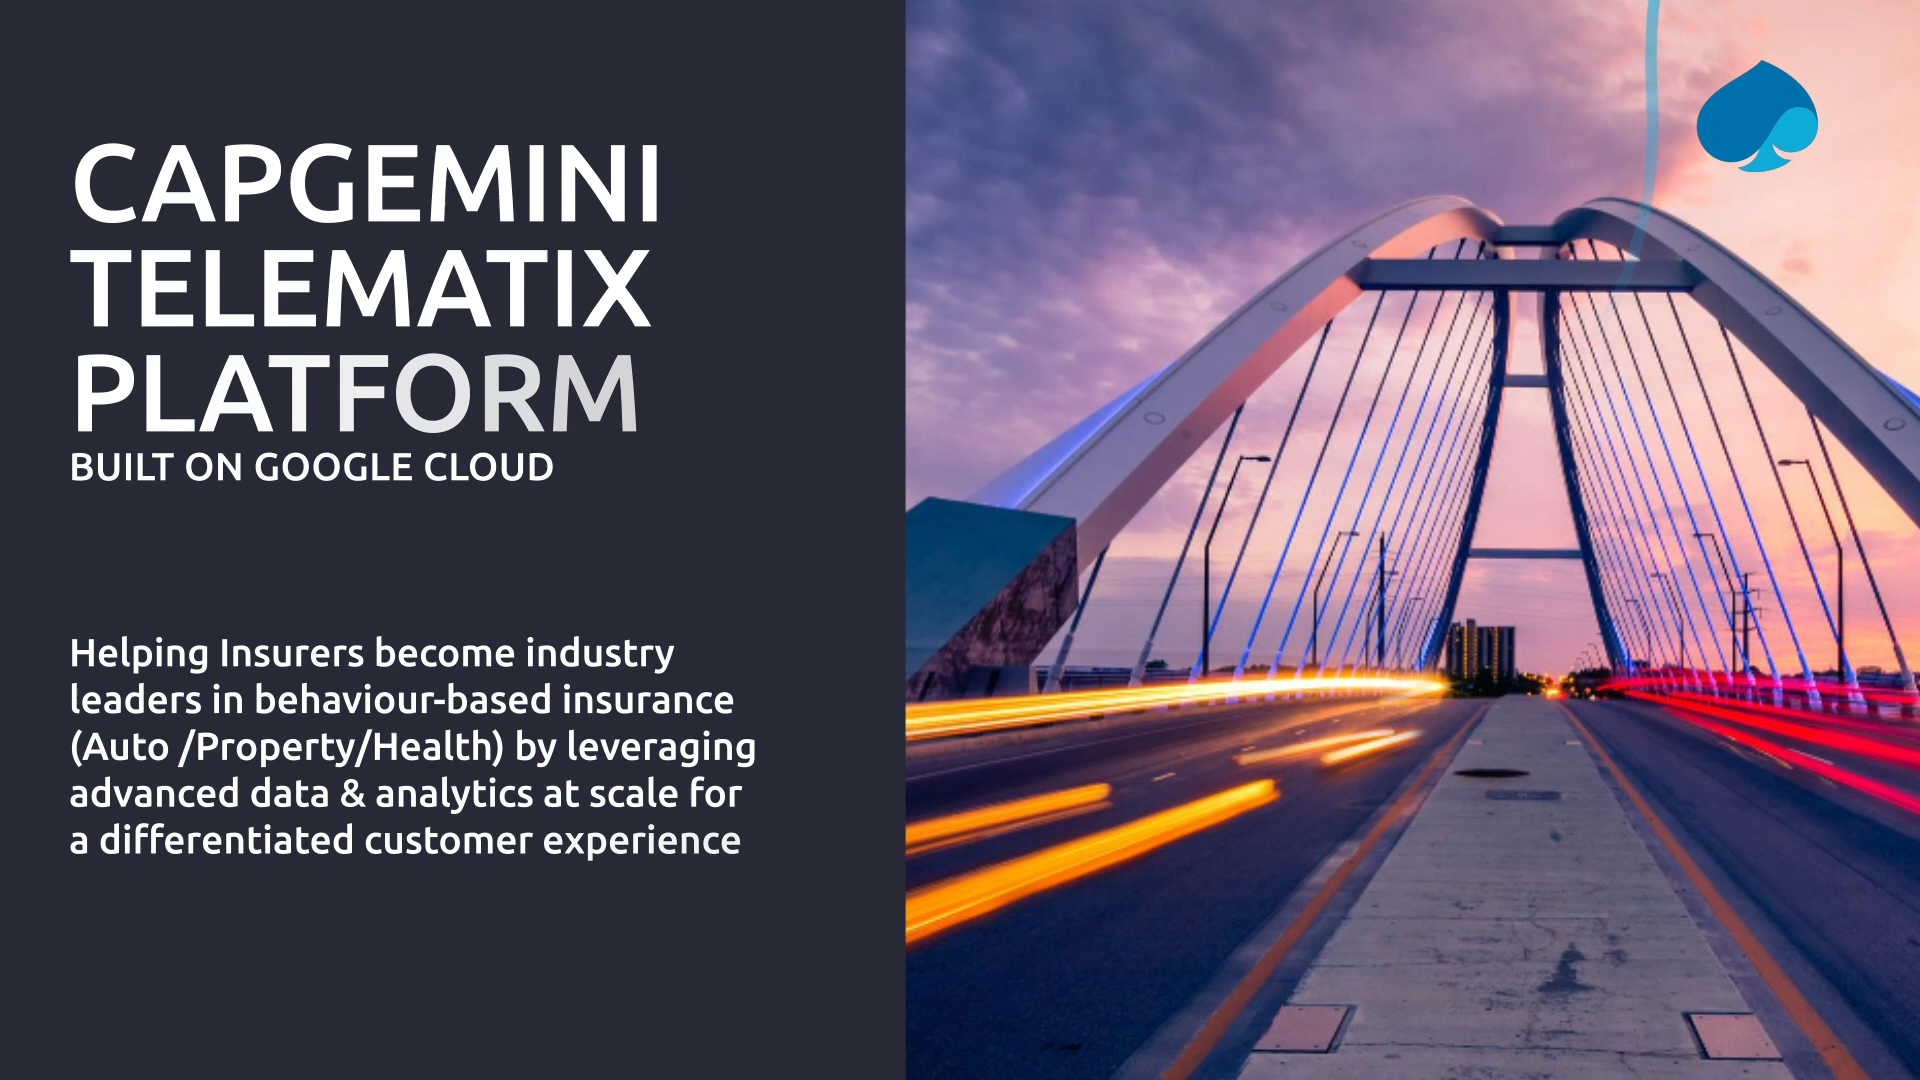 CAPGEMINI
TELEMATIX
PLATFORM
BUILT ON GOOGLE CLOUD
Helping Insurers become industry
leaders in behaviour-based insurance
(Auto /Property/Health) by leveraging
advanced data & analytics at scale for
a differentiated customer experience